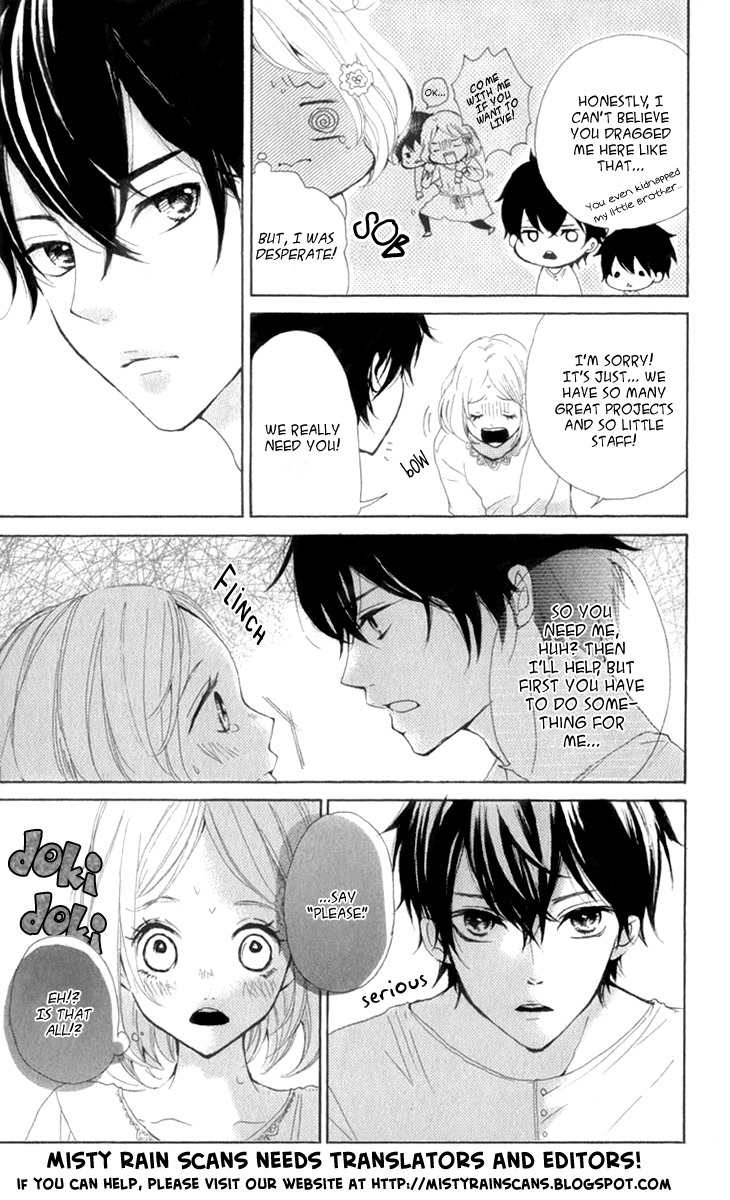 HONESTLY, I
CAN'T BELIEVE
YOU DRAGGED
ME HERE LIKE
THAT...
You even kidnapped
my little brother...
COME
WITH ME
IF YOU
WANT TO
LIVE!
OK...
SOB
BUT, I WAS
DESPERATE!
I'M SORRY!
IT'S JUST... WE
HAVE SO MANY
GREAT PROJECTS
AND SO LITTLE
STAFF!
BOW
WE REALLY
NEED YOU!
FLINCH
SO YOU
NEED ME,
HUH? THEN
I'LL HELP, BUT
FIRST YOU HAVE
TO DO SOME-
THING FOR
ME...
serious
...SAY
"PLEASE"
doki
doki
EH!?
IS THAT
ALL!?
MISTY RAIN SCANS NEEDS TRANSLATORS AND EDITORS!
IF YOU CAN HELP, PLEASE VISIT OUR WEBSITE AT HTTP://MISTYRAINSCANS.BLOGSPOT.COM